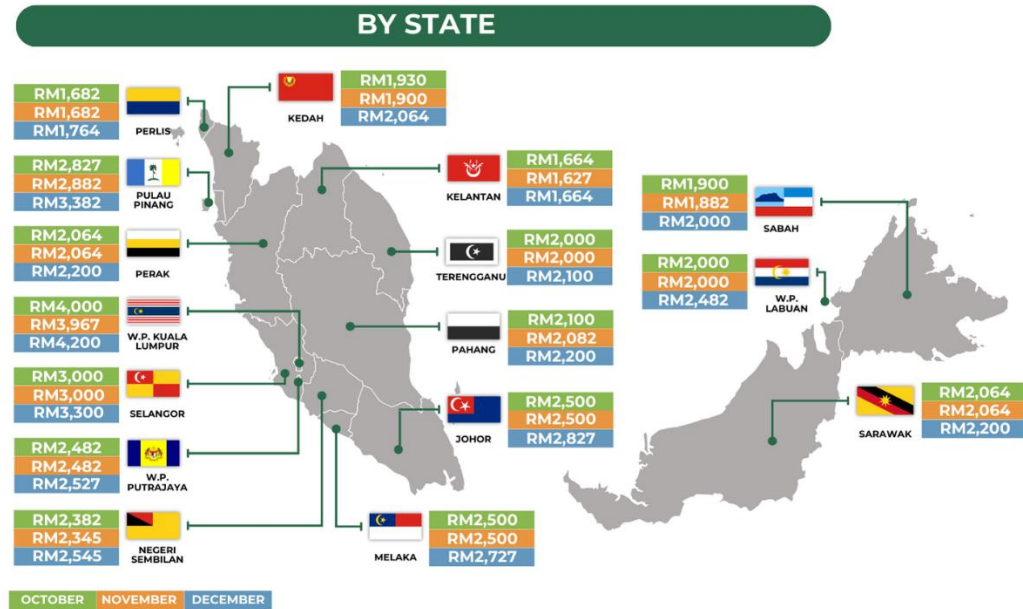 BY STATE
RM1,682
RM1,682
RM1,764
PERLIS
RM1,930
RM1,900
RM2,064
KEDAH
RM2,827
RM2,882
RM3,382
PULAU
PINANG
RM1,664
RM1,627
RM1,664
KELANTAN
RM2,064
RM2,064
RM2,200
PERAK
RM2,000
RM2,000
RM2,100
TERENGGANU
RM4,000
RM3,967
RM4,200
W.P. KUALA
LUMPUR
RM2,100
RM2,082
RM2,200
PAHANG
RM3,000
RM3,000
RM3,300
SELANGOR
RM2,500
RM2,500
RM2,827
JOHOR
RM2,482
RM2,482
RM2,527
W.P.
PUTRAJAYA
RM2,382
RM2,345
RM2,545
NEGERI
SEMBILAN
RM2,500
RM2,500
RM2,727
MELAKA
RM1,900
RM1,882
RM2,000
SABAH
RM2,000
RM2,000
RM2,482
W.P.
LABUAN
RM2,064
RM2,064
RM2,200
SARAWAK
OCTOBER NOVEMBER DECEMBER